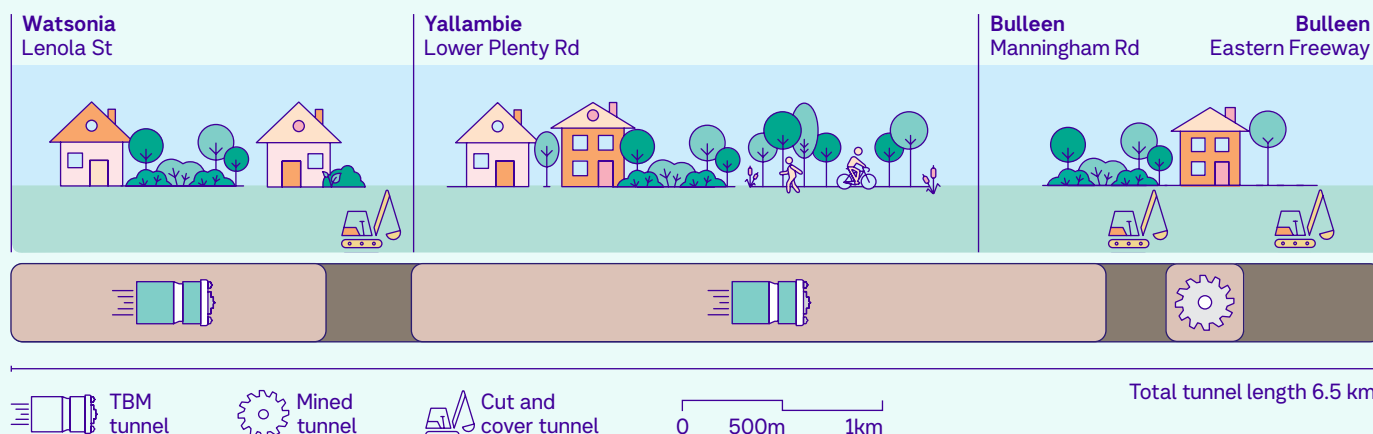 Watsonia
Lenola St
Yallambie
Lower Plenty Rd
Bulleen
Manningham Rd
Bulleen
Eastern Freeway
Total tunnel length 6.5 km
TBM
tunnel
Mined
tunnel
Cut and
cover tunnel
0 500m 1km